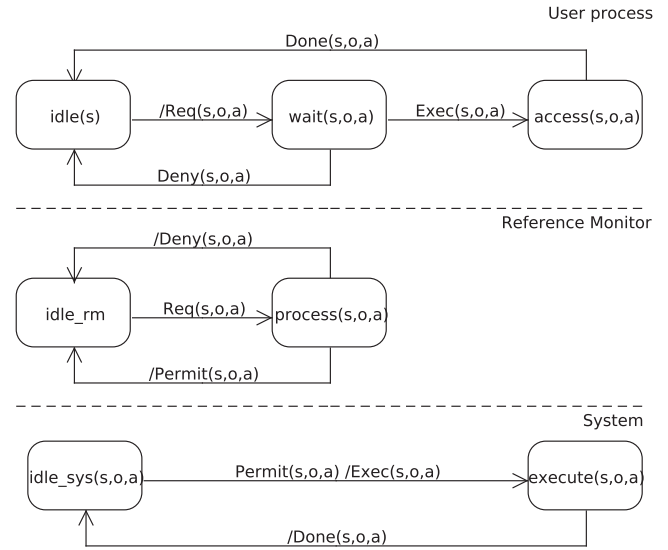 User process
Done(s,o,a)
idle(s)
/Req(s,o,a)
wait(s,o,a)
Exec(s,o,a)
access(s,o,a)
Deny(s,o,a)
Reference Monitor
/Deny(s,o,a)
idle_rm
Req(s,o,a)
process(s,o,a)
/Permit(s,o,a)
System
idle_sys(s,o,a)
Permit(s,o,a) /Exec(s,o,a)
execute(s,o,a)
/Done(s,o,a)